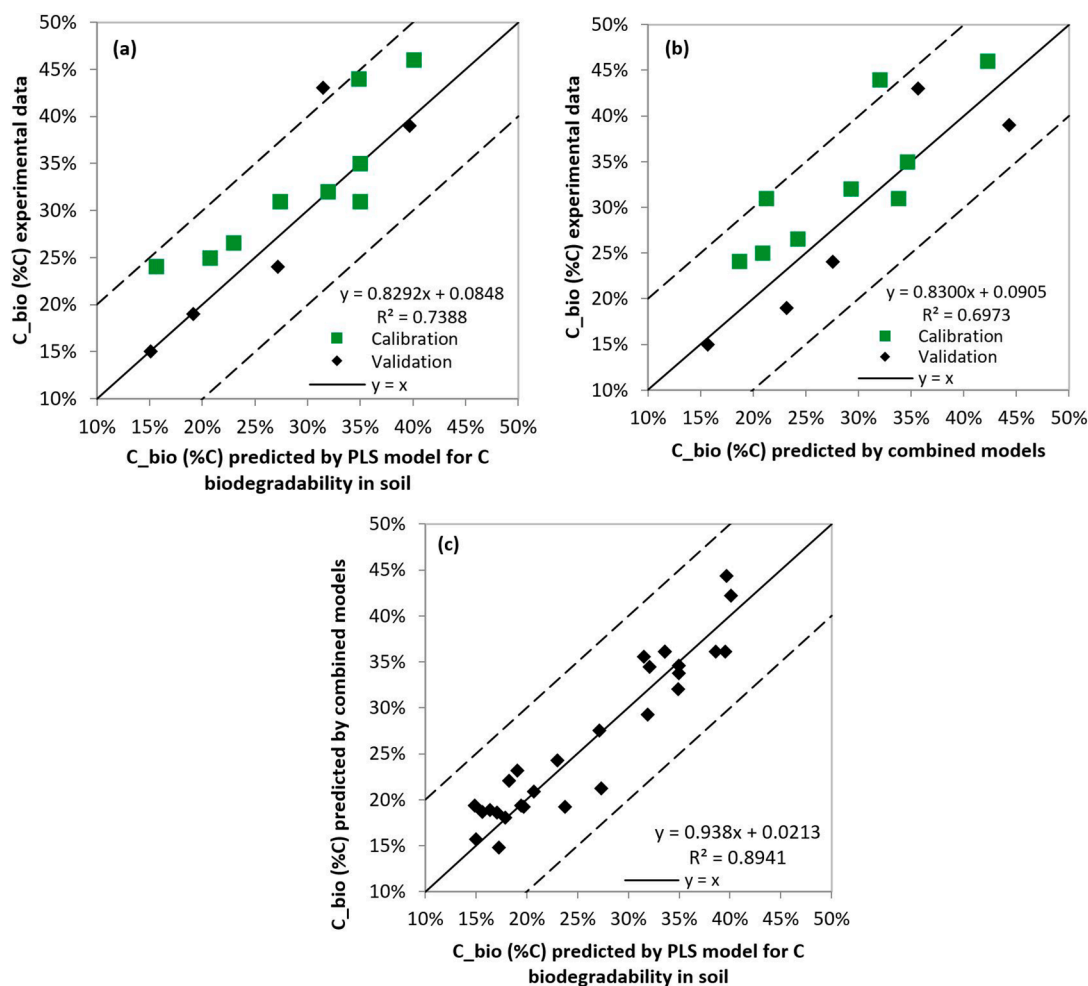 (a)
C_bio (%C) experimental data
50%
45%
40%
35%
30%
25%
20%
15%
10%
y = 0.8292x + 0.0848
R² = 0.7388
Calibration
Validation
y = x
10% 15% 20% 25% 30% 35% 40% 45% 50%
C_bio (%C) predicted by PLS model for C
biodegradability in soil
(b)
C_bio (%C) experimental data
50%
45%
40%
35%
30%
25%
20%
15%
10%
y = 0.8300x + 0.0905
R² = 0.6973
Calibration
Validation
y = x
10% 15% 20% 25% 30% 35% 40% 45% 50%
C_bio (%C) predicted by combined models
(c)
C_bio (%C) predicted by combined models
50%
45%
40%
35%
30%
25%
20%
15%
10%
y = 0.938x + 0.0213
R² = 0.8941
y = x
10% 15% 20% 25% 30% 35% 40% 45% 50%
C_bio (%C) predicted by PLS model for C
biodegradability in soil